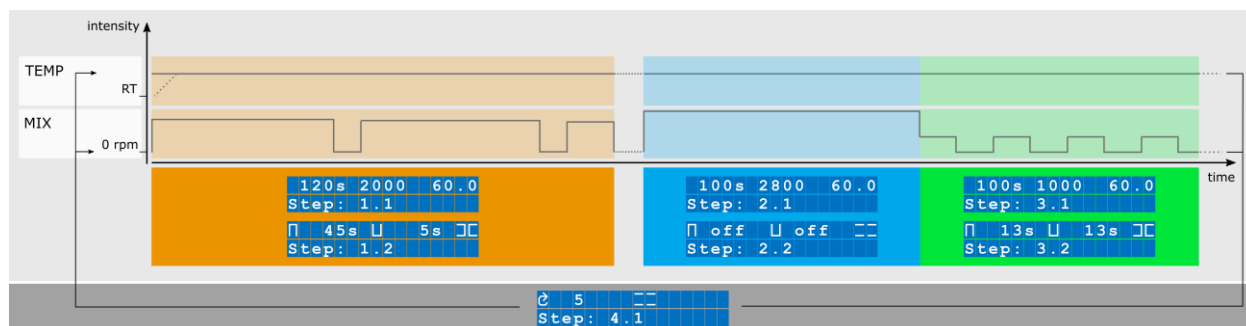 intensity
TEMP
RT
MIX
0 rpm
time
120s 2000 60.0
Step: 1.1
⊓ 45s ⊔ 5s ⊐⊏
Step: 1.2
100s 2800 60.0
Step: 2.1
⊓ off ⊔ off
Step: 2.2
100s 1000 60.0
Step: 3.1
⊓ 13s ⊔ 13s ⊐⊏
Step: 3.2
5
Step: 4.1